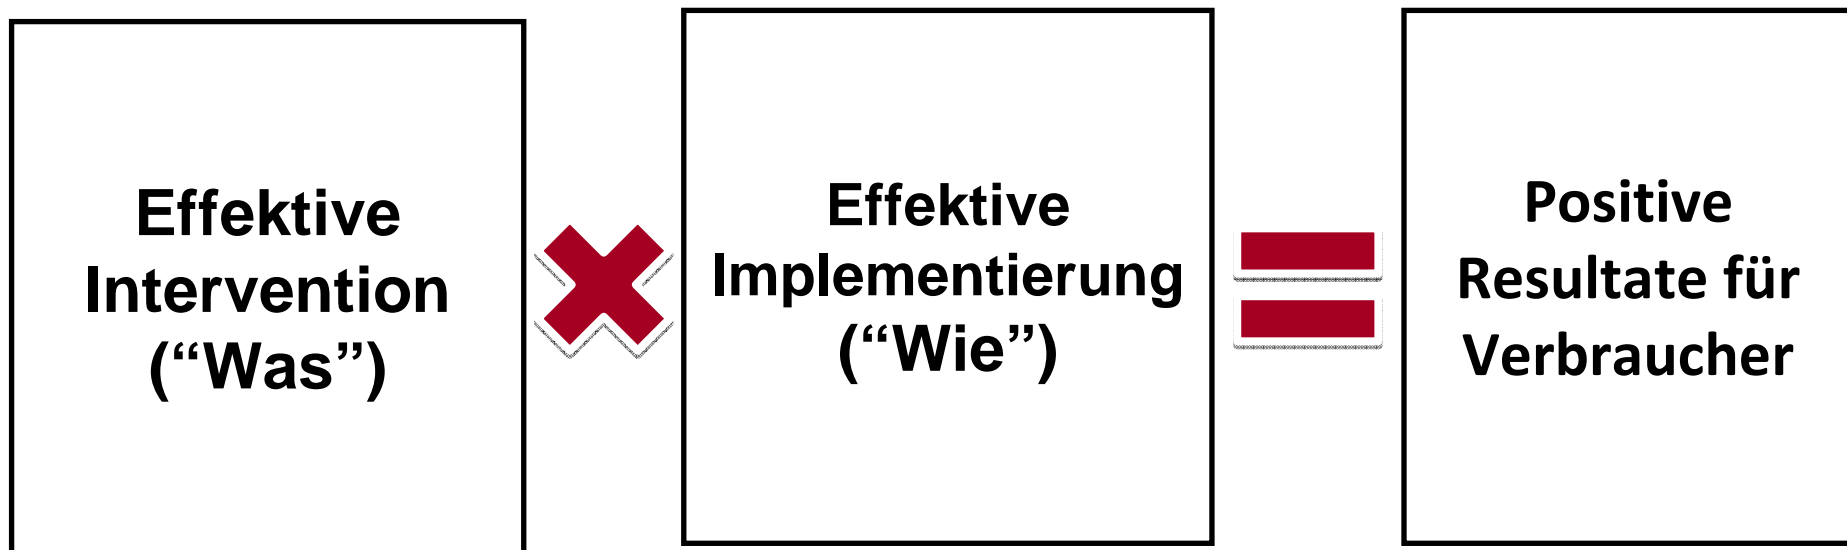 Effektive
Intervention
(“Was”)
Effektive
Implementierung
(“Wie”)
Positive
Resultate für
Verbraucher